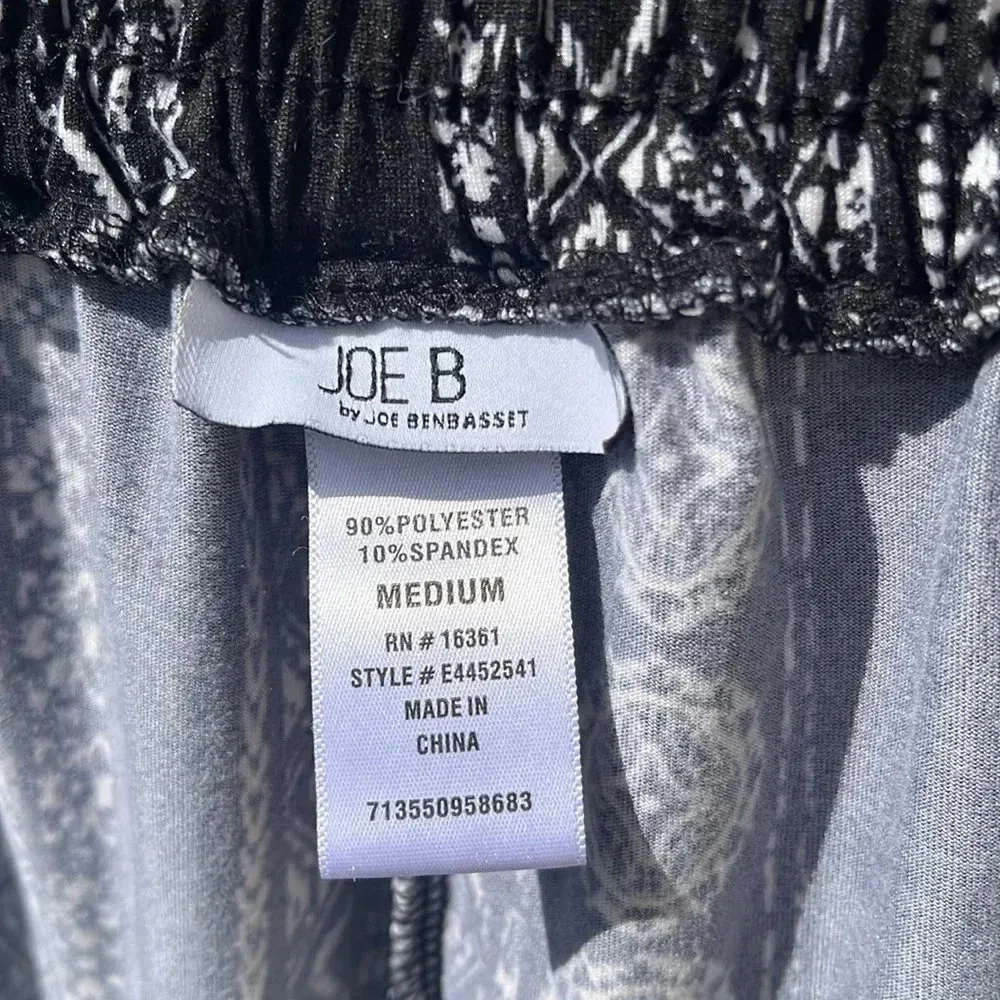 JOE B
by JOE BENBASSET
90%POLYESTER
10%SPANDEX
MEDIUM
RN # 16361
STYLE # E4452541
MADE IN
CHINA
713550958683